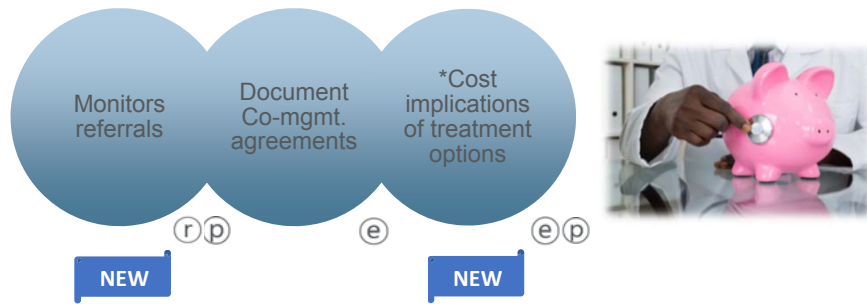 Monitors
referrals
Document
Co-mgmt.
agreements
*Cost
implications
of treatment
options
r p
e
e p
NEW
NEW